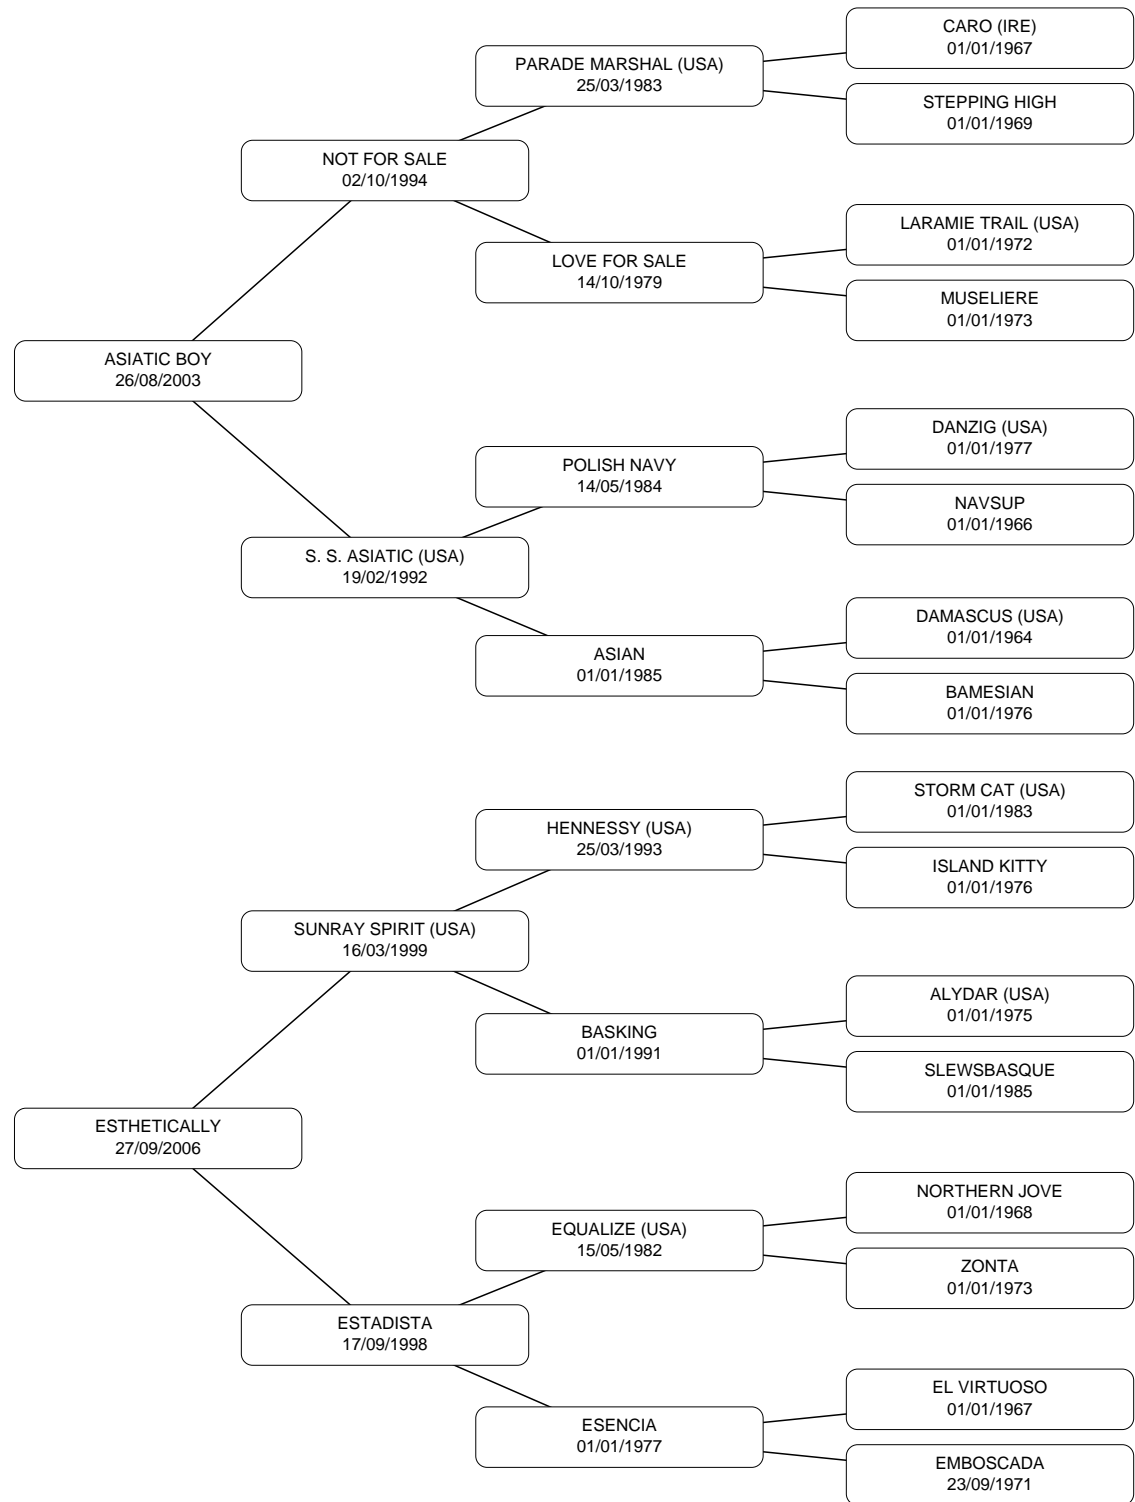 CARO (IRE)
01/01/1967
PARADE MARSHAL (USA)
25/03/1983
STEPPING HIGH
01/01/1969
NOT FOR SALE
02/10/1994
LARAMIE TRAIL (USA)
01/01/1972
LOVE FOR SALE
14/10/1979
MUSELIERE
01/01/1973
ASIATIC BOY
26/08/2003
DANZIG (USA)
01/01/1977
POLISH NAVY
14/05/1984
NAVSUP
01/01/1966
S. S. ASIATIC (USA)
19/02/1992
DAMASCUS (USA)
01/01/1964
ASIAN
01/01/1985
BAMESIAN
01/01/1976
STORM CAT (USA)
01/01/1983
HENNESSY (USA)
25/03/1993
ISLAND KITTY
01/01/1976
SUNRAY SPIRIT (USA)
16/03/1999
ALYDAR (USA)
01/01/1975
BASKING
01/01/1991
SLEWSBASQUE
01/01/1985
ESTHETICALLY
27/09/2006
NORTHERN JOVE
01/01/1968
EQUALIZE (USA)
15/05/1982
ZONTA
01/01/1973
ESTADISTA
17/09/1998
EL VIRTUOSO
01/01/1967
ESENCIA
01/01/1977
EMBOSCADA
23/09/1971